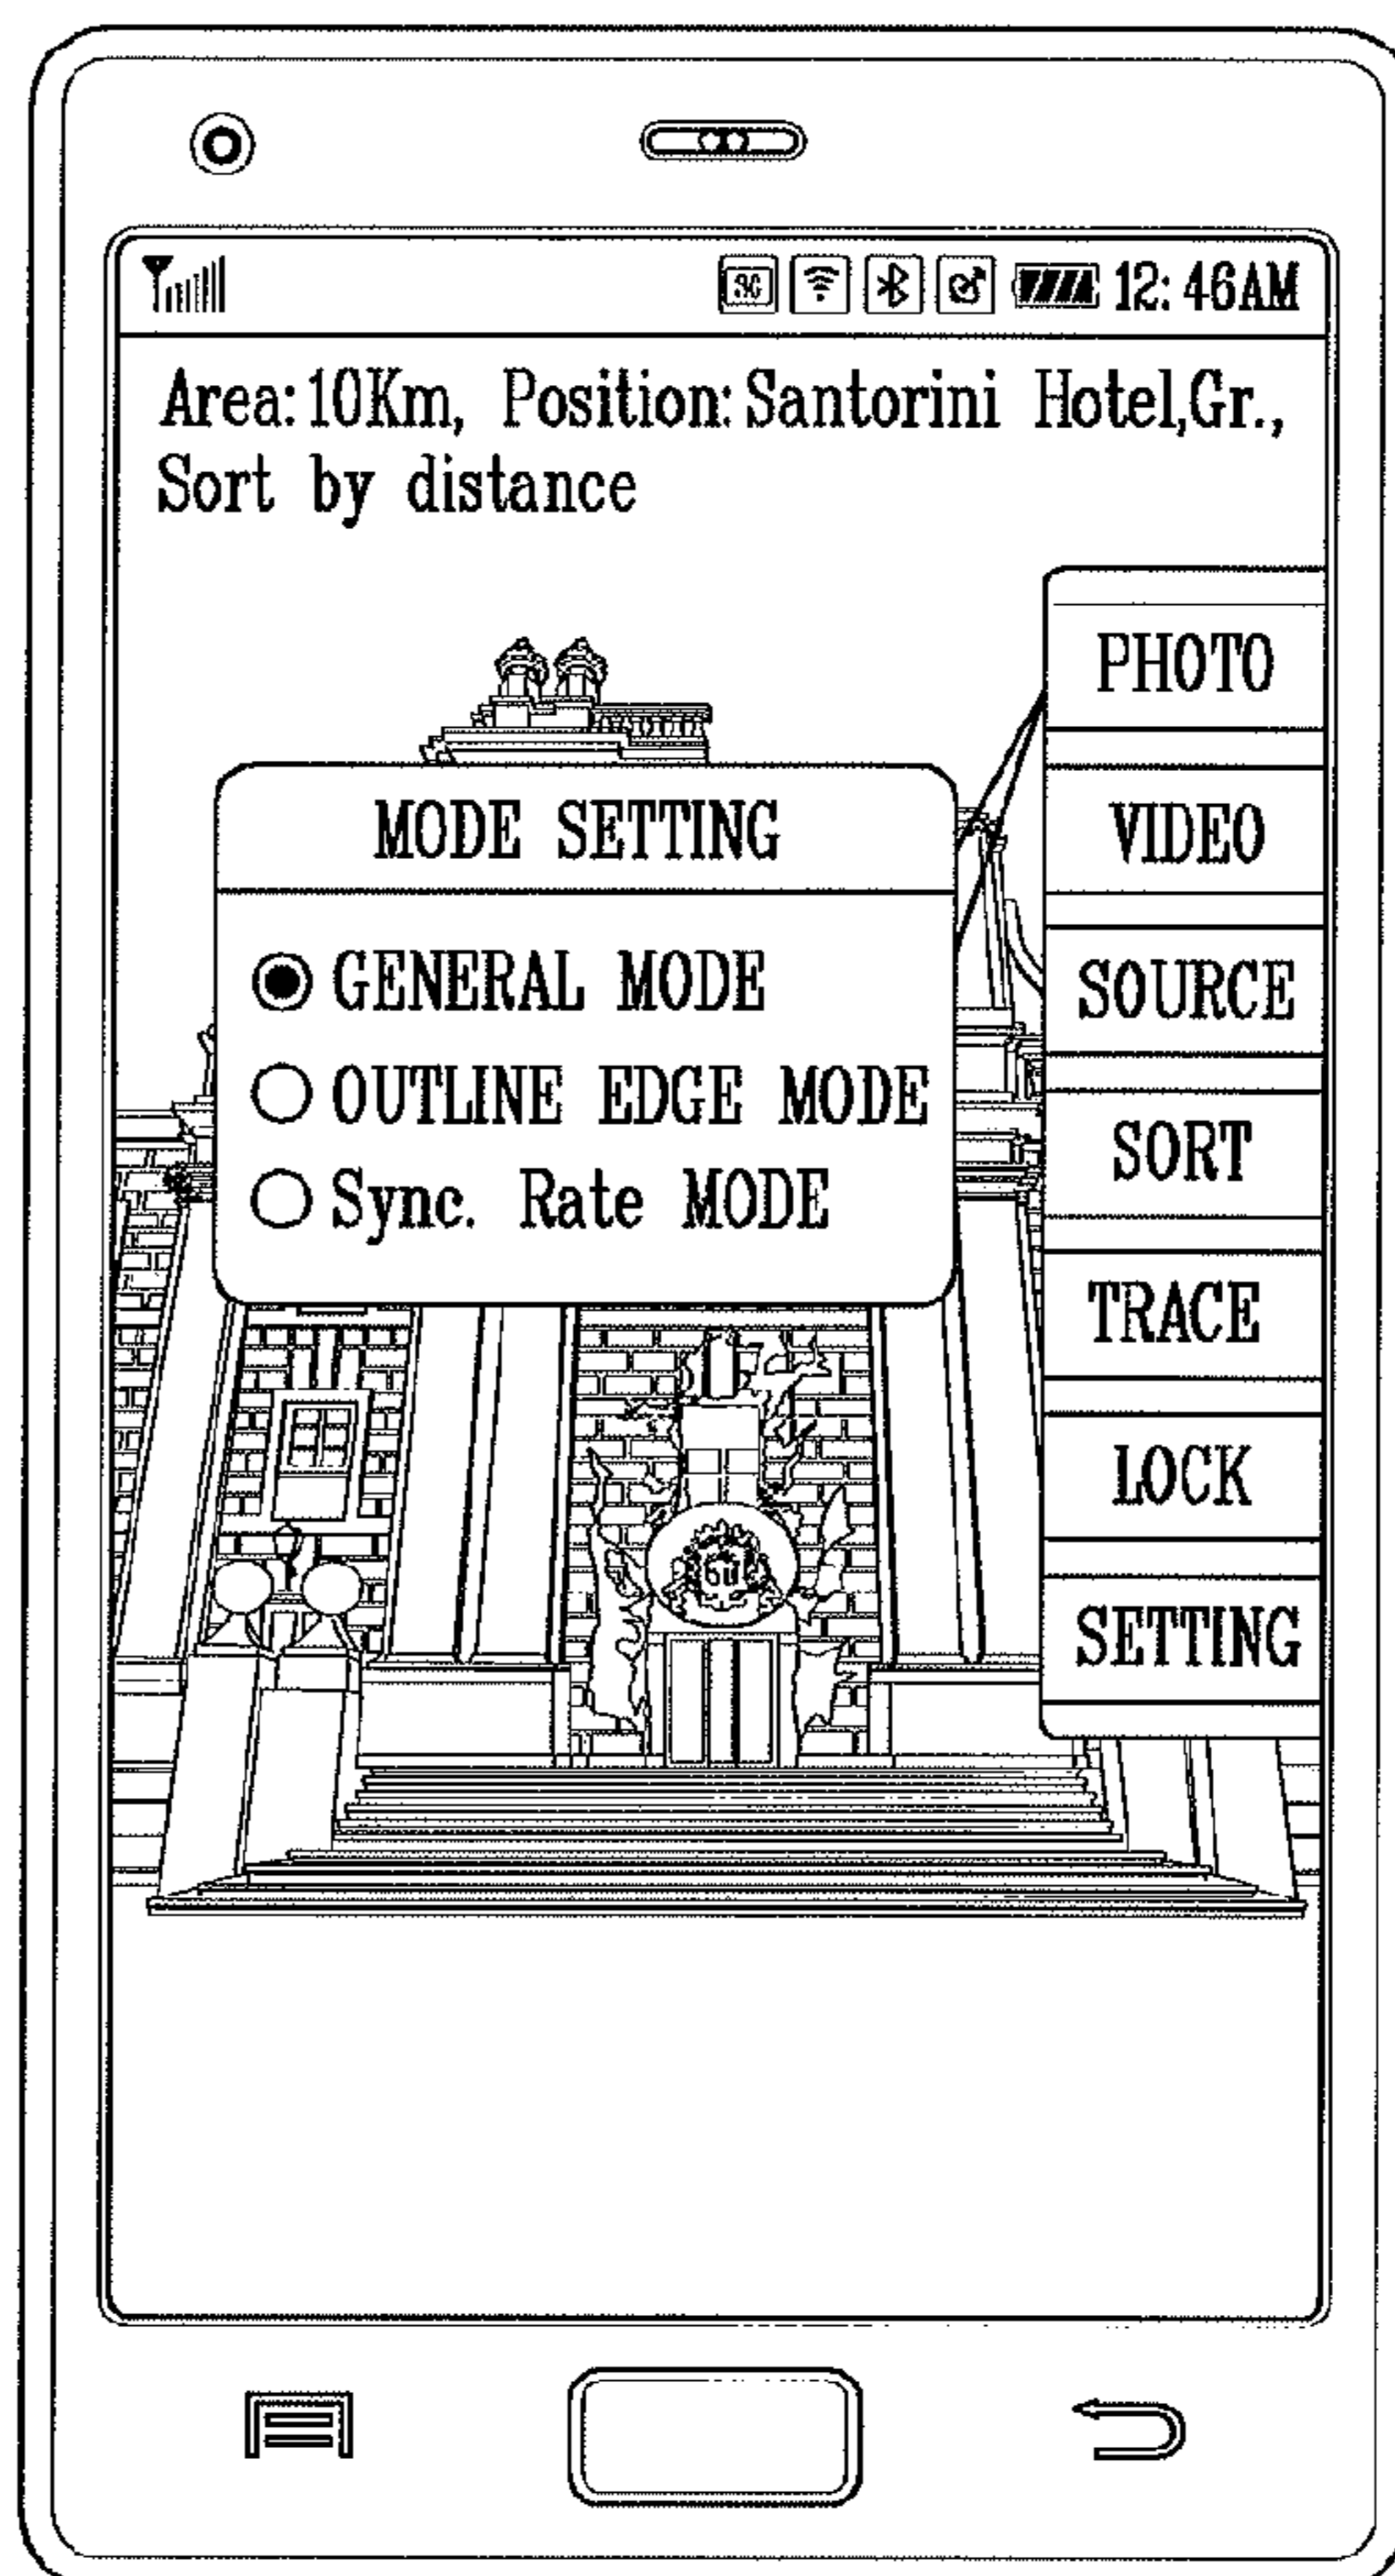 12:46AM
Area:10Km, Position:Santorini Hotel,Gr.,
Sort by distance
PHOTO
VIDEO
SOURCE
SORT
TRACE
LOCK
SETTING
MODE SETTING
GENERAL MODE
OUTLINE EDGE MODE
Sync. Rate MODE